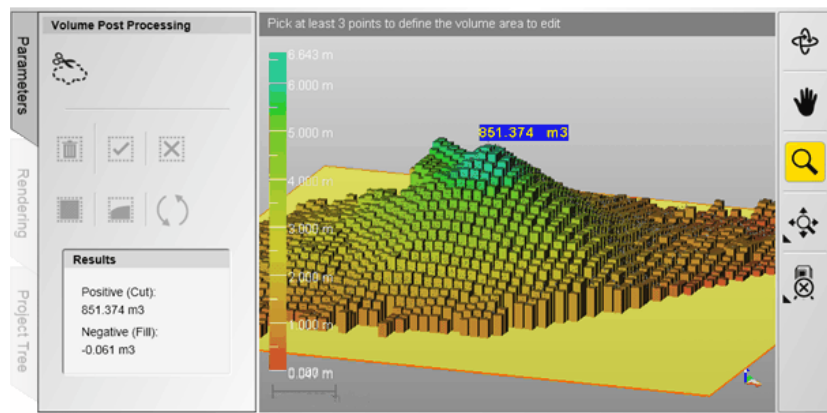 Parameters
Rendering
Project Tree
Volume Post Processing
Results
Positive (Cut):
851.374 m3
Negative (Fill):
-0.061 m3
Pick at least 3 points to define the volume area to edit
6.643 m
6.000 m
5.000 m
4.000 m
3.000 m
2.000 m
1.000 m
851.374 m3